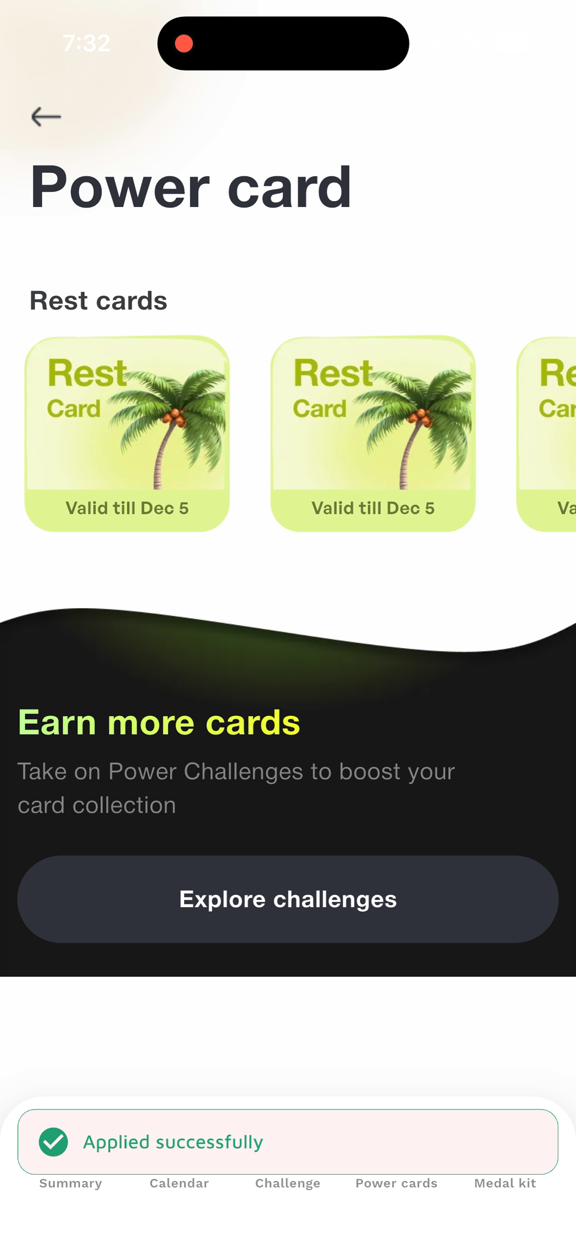 7:32
Power card
Rest cards
Rest
Card
Valid till Dec 5
Rest
Card
Valid till Dec 5
Earn more cards
Take on Power Challenges to boost your
card collection
Explore challenges
Applied successfully
Summary Calendar Challenge Power cards Medal kit